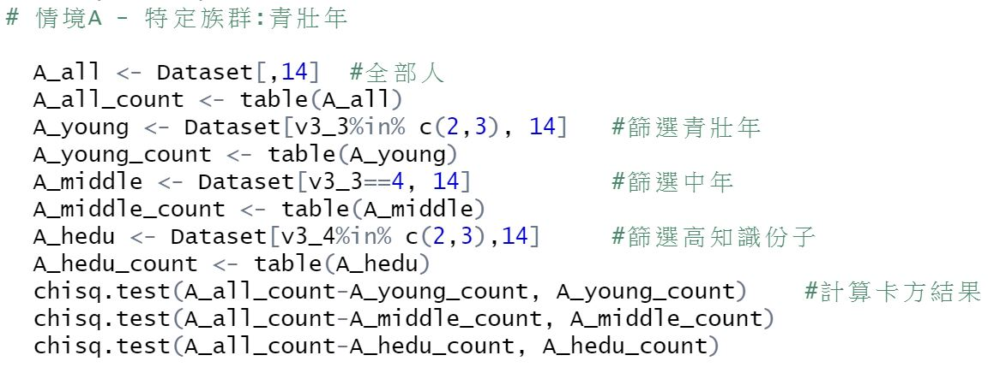 # 情境A - 特定族群:青壯年
A_all <- Dataset[,14]  #全部人
A_all_count <- table(A_all)
A_young <- Dataset[v3_3%in% c(2,3), 14]   #篩選青壯年
A_young_count <- table(A_young)
A_middle <- Dataset[v3_3==4, 14]          #篩選中年
A_middle_count <- table(A_middle)
A_hedu <- Dataset[v3_4%in% c(2,3),14]     #篩選高知識份子
A_hedu_count <- table(A_hedu)
chisq.test(A_all_count-A_young_count, A_young_count)    #計算卡方結果
chisq.test(A_all_count-A_middle_count, A_middle_count)
chisq.test(A_all_count-A_hedu_count, A_hedu_count)